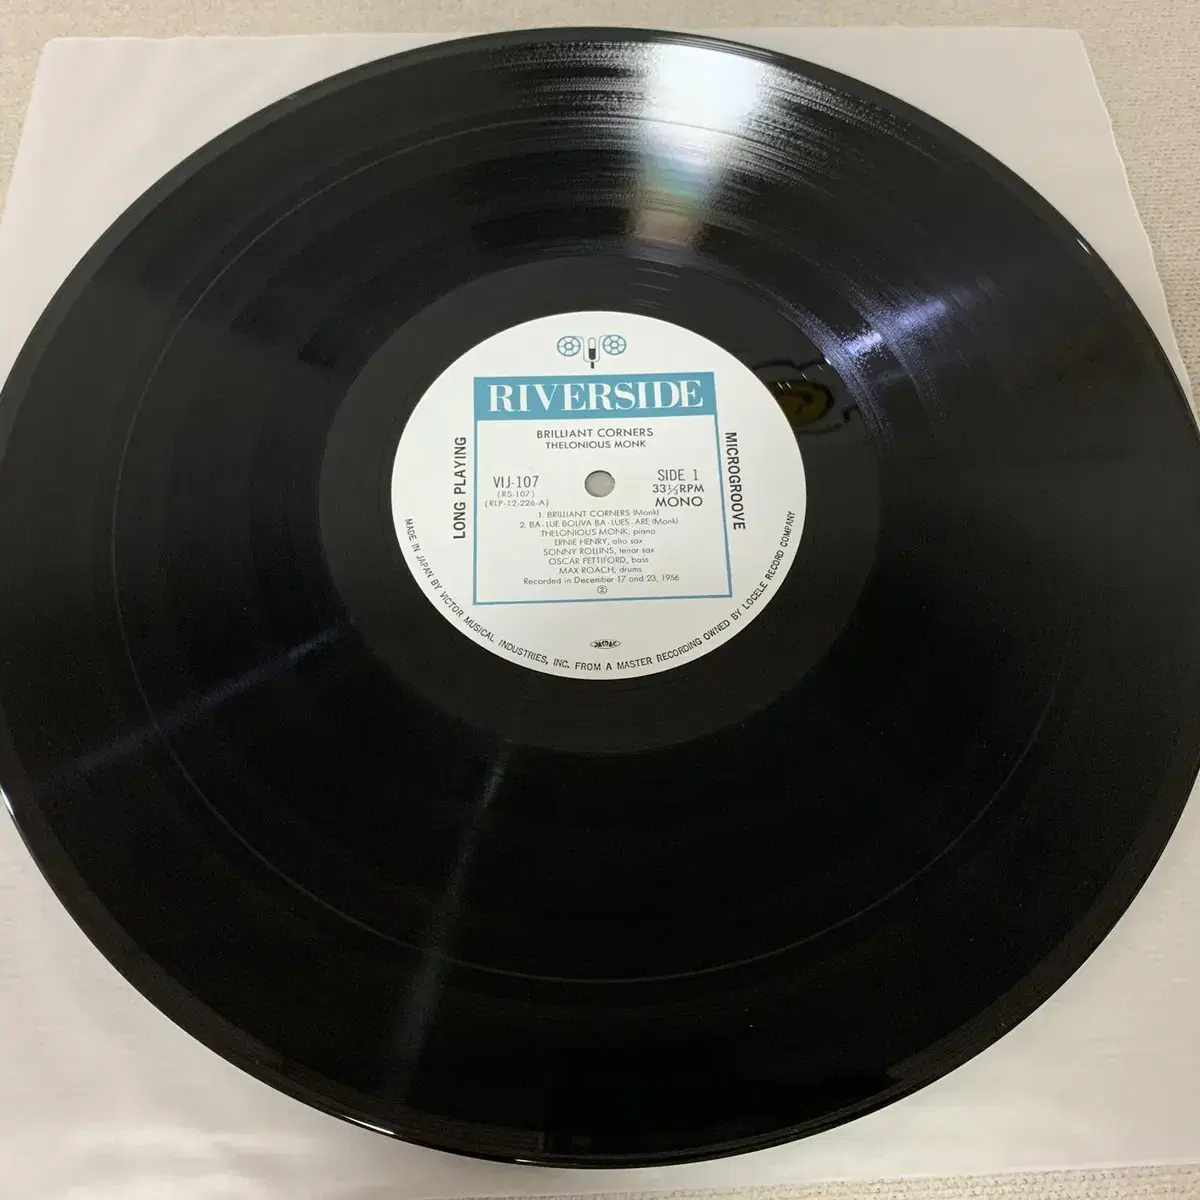 RIVERSIDE
BRILLIANT CORNERS
THELONIOUS MONK
LONG PLAYING
MICROGROOVE
VIJ-107
(RS-107)
(RLP-12-226-A)
SIDE 1
33⅓RPM
MONO
1. BRILLIANT CORNERS (Monk)
2. BA-LUE BOLIVA BA-LUES-ARE (Monk)
THELONIOUS MONK, piano
ERNIE HENRY, alto sax
SONNY ROLLINS, tenor sax
OSCAR PETTIFORD, bass
MAX ROACH, drums
Recorded in December 17 and 23, 1956
②
JASRAC
MADE IN JAPAN BY VICTOR MUSICAL INDUSTRIES, INC. FROM A MASTER RECORDING OWNED BY LOCELE RECORD COMPANY